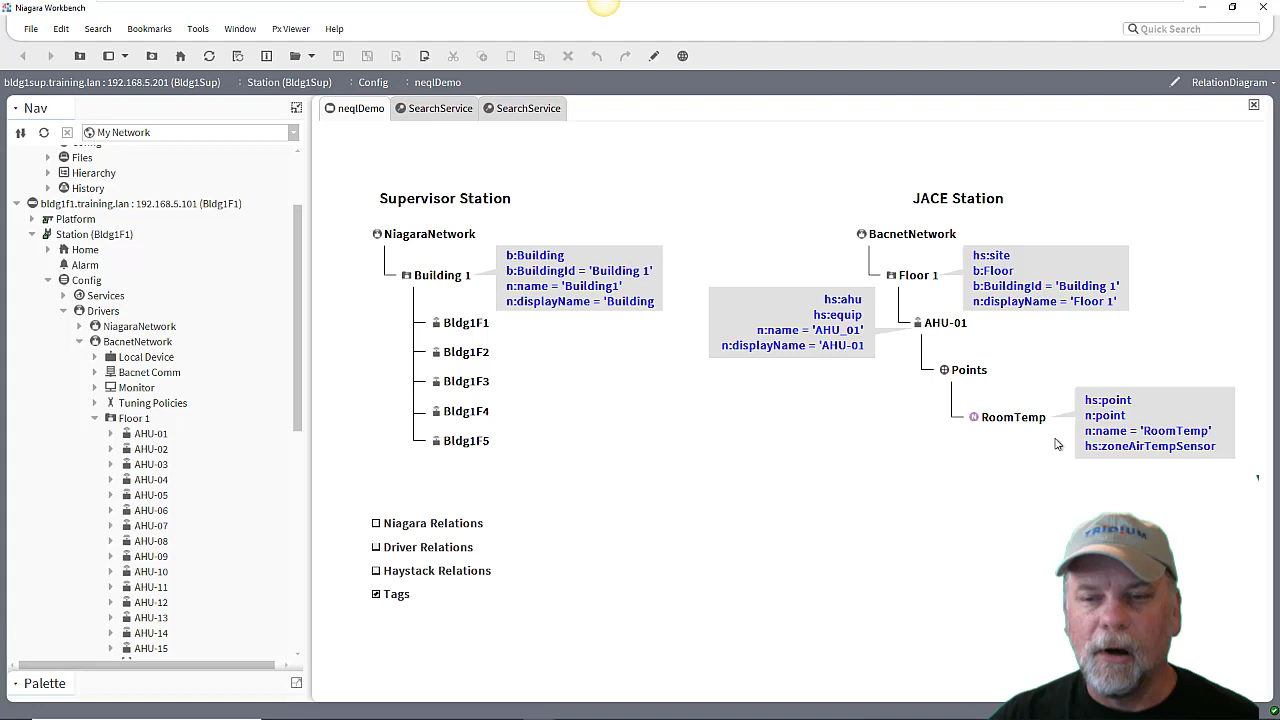 Niagara Workbench
File Edit Search Bookmarks Tools Window Px Viewer Help
Quick Search
bldg1sup.training.lan : 192.168.5.201 (Bldg1Sup) Station (Bldg1Sup) Config neqlDemo
RelationDiagram
Nav
My Network
Files
Hierarchy
History
bldg1f1.training.lan : 192.168.5.101 (Bldg1F1)
Platform
Station (Bldg1F1)
Home
Alarm
Config
Services
Drivers
NiagaraNetwork
BacnetNetwork
Local Device
Bacnet Comm
Monitor
Tuning Policies
Floor 1
AHU-01
AHU-02
AHU-03
AHU-04
AHU-05
AHU-06
AHU-07
AHU-08
AHU-09
AHU-10
AHU-11
AHU-12
AHU-13
AHU-14
AHU-15
Palette
neqlDemo SearchService SearchService
Supervisor Station
NiagaraNetwork
Building 1
b:Building
b:BuildingId = 'Building 1'
n:name = 'Building1'
n:displayName = 'Building
Bldg1F1
Bldg1F2
Bldg1F3
Bldg1F4
Bldg1F5
Niagara Relations
Driver Relations
Haystack Relations
Tags
JACE Station
BacnetNetwork
Floor 1
hs:site
b:Floor
b:BuildingId = 'Building 1'
n:displayName = 'Floor 1'
hs:ahu
hs:equip
n:name = 'AHU_01'
n:displayName = 'AHU-01
AHU-01
Points
RoomTemp
hs:point
n:point
n:name = 'RoomTemp'
hs:zoneAirTempSensor
TRIDIUM